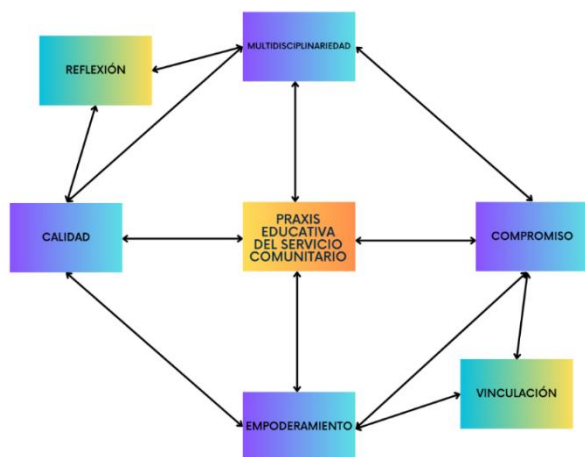 MULTIDISCIPLINARIEDAD
REFLEXIÓN
CALIDAD
PRAXIS
EDUCATIVA
DEL SERVICIO
COMUNITARIO
COMPROMISO
VINCULACIÓN
EMPODERAMIENTO